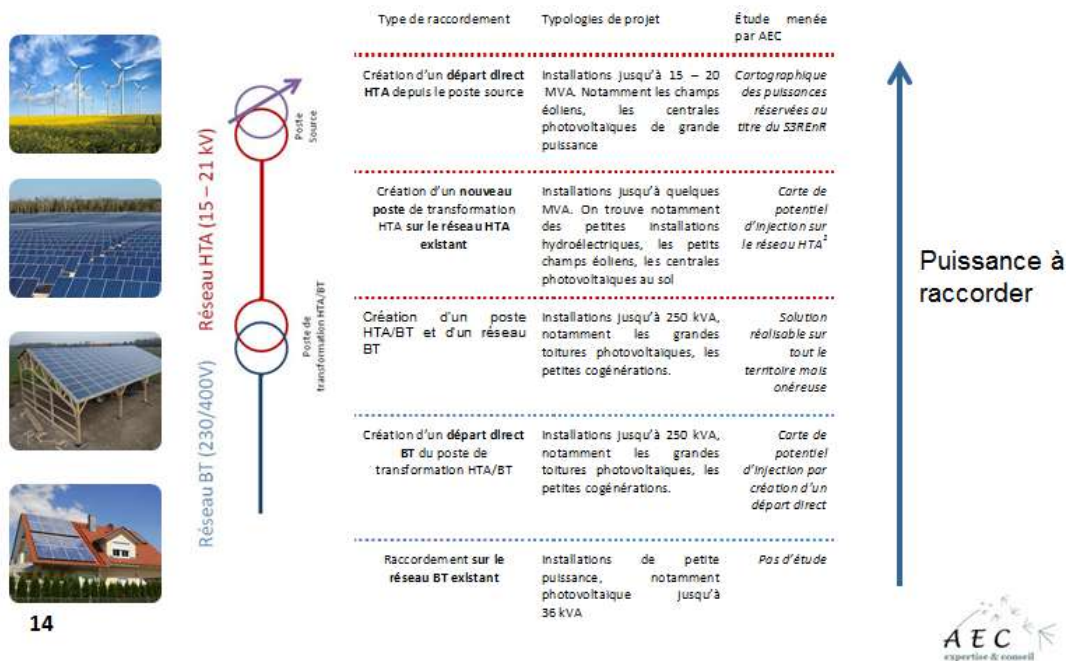 Type de raccordement
Typologies de projet
Étude menée
par AEC
Création d'un départ direct
HTA depuis le poste source
Installations jusqu'à 15 – 20
MVA. Notamment les champs
éoliens, les centrales
photovoltaïques de grande
puissance
Cartographique
des puissances
réservées au
titre du S3REnR
Création d'un nouveau
poste de transformation
HTA sur le réseau HTA
existant
Installations jusqu'à quelques
MVA. On trouve notamment
des petites installations
hydroélectriques, les petits
champs éoliens, les centrales
photovoltaïques au sol
Carte de
potentiel
d'injection sur
le réseau HTA²
Création d'un poste
HTA/BT et d'un réseau
BT
Installations jusqu'à 250 kVA,
notamment les grandes
toitures photovoltaïques, les
petites cogénérations.
Solution
réalisable sur
tout le
territoire mais
onéreuse
Création d'un départ direct
BT du poste de
transformation HTA/BT
Installations jusqu'à 250 kVA,
notamment les grandes
toitures photovoltaïques, les
petites cogénérations.
Carte de
potentiel
d'injection par
création d'un
départ direct
Raccordement sur le
réseau BT existant
Installations de petite
puissance, notamment
photovoltaïque jusqu'à
36 kVA
Pas d'étude
Réseau HTA (15 – 21 kV)
Réseau BT (230/400V)
Poste
Source
Poste de
transformation HTA/BT
Puissance à
raccorder
14
AEC
expertise & conseil